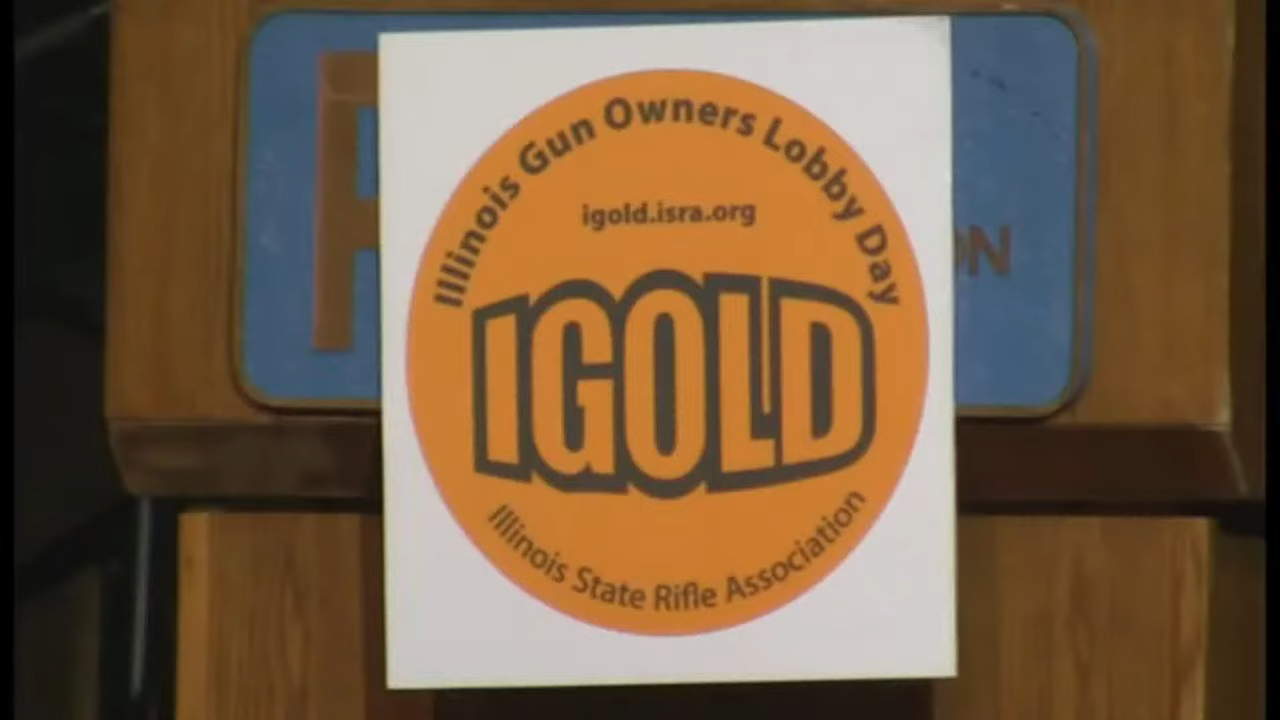 Illinois Gun Owners Lobby Day
igold.isra.org
IGOLD
Illinois State Rifle Association